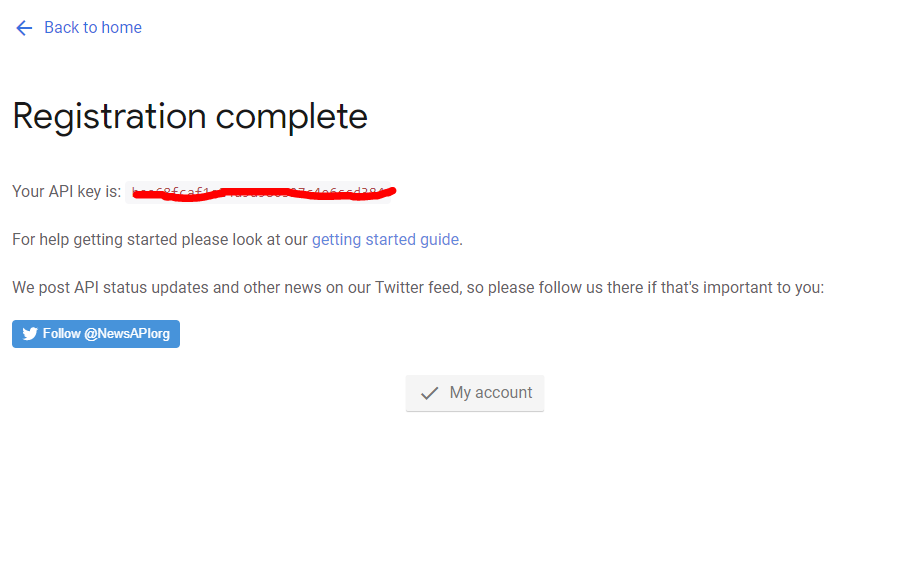 Back to home
Registration complete
Your API key is:
For help getting started please look at our getting started guide.
We post API status updates and other news on our Twitter feed, so please follow us there if that's important to you:
Follow @NewsAPIorg
My account